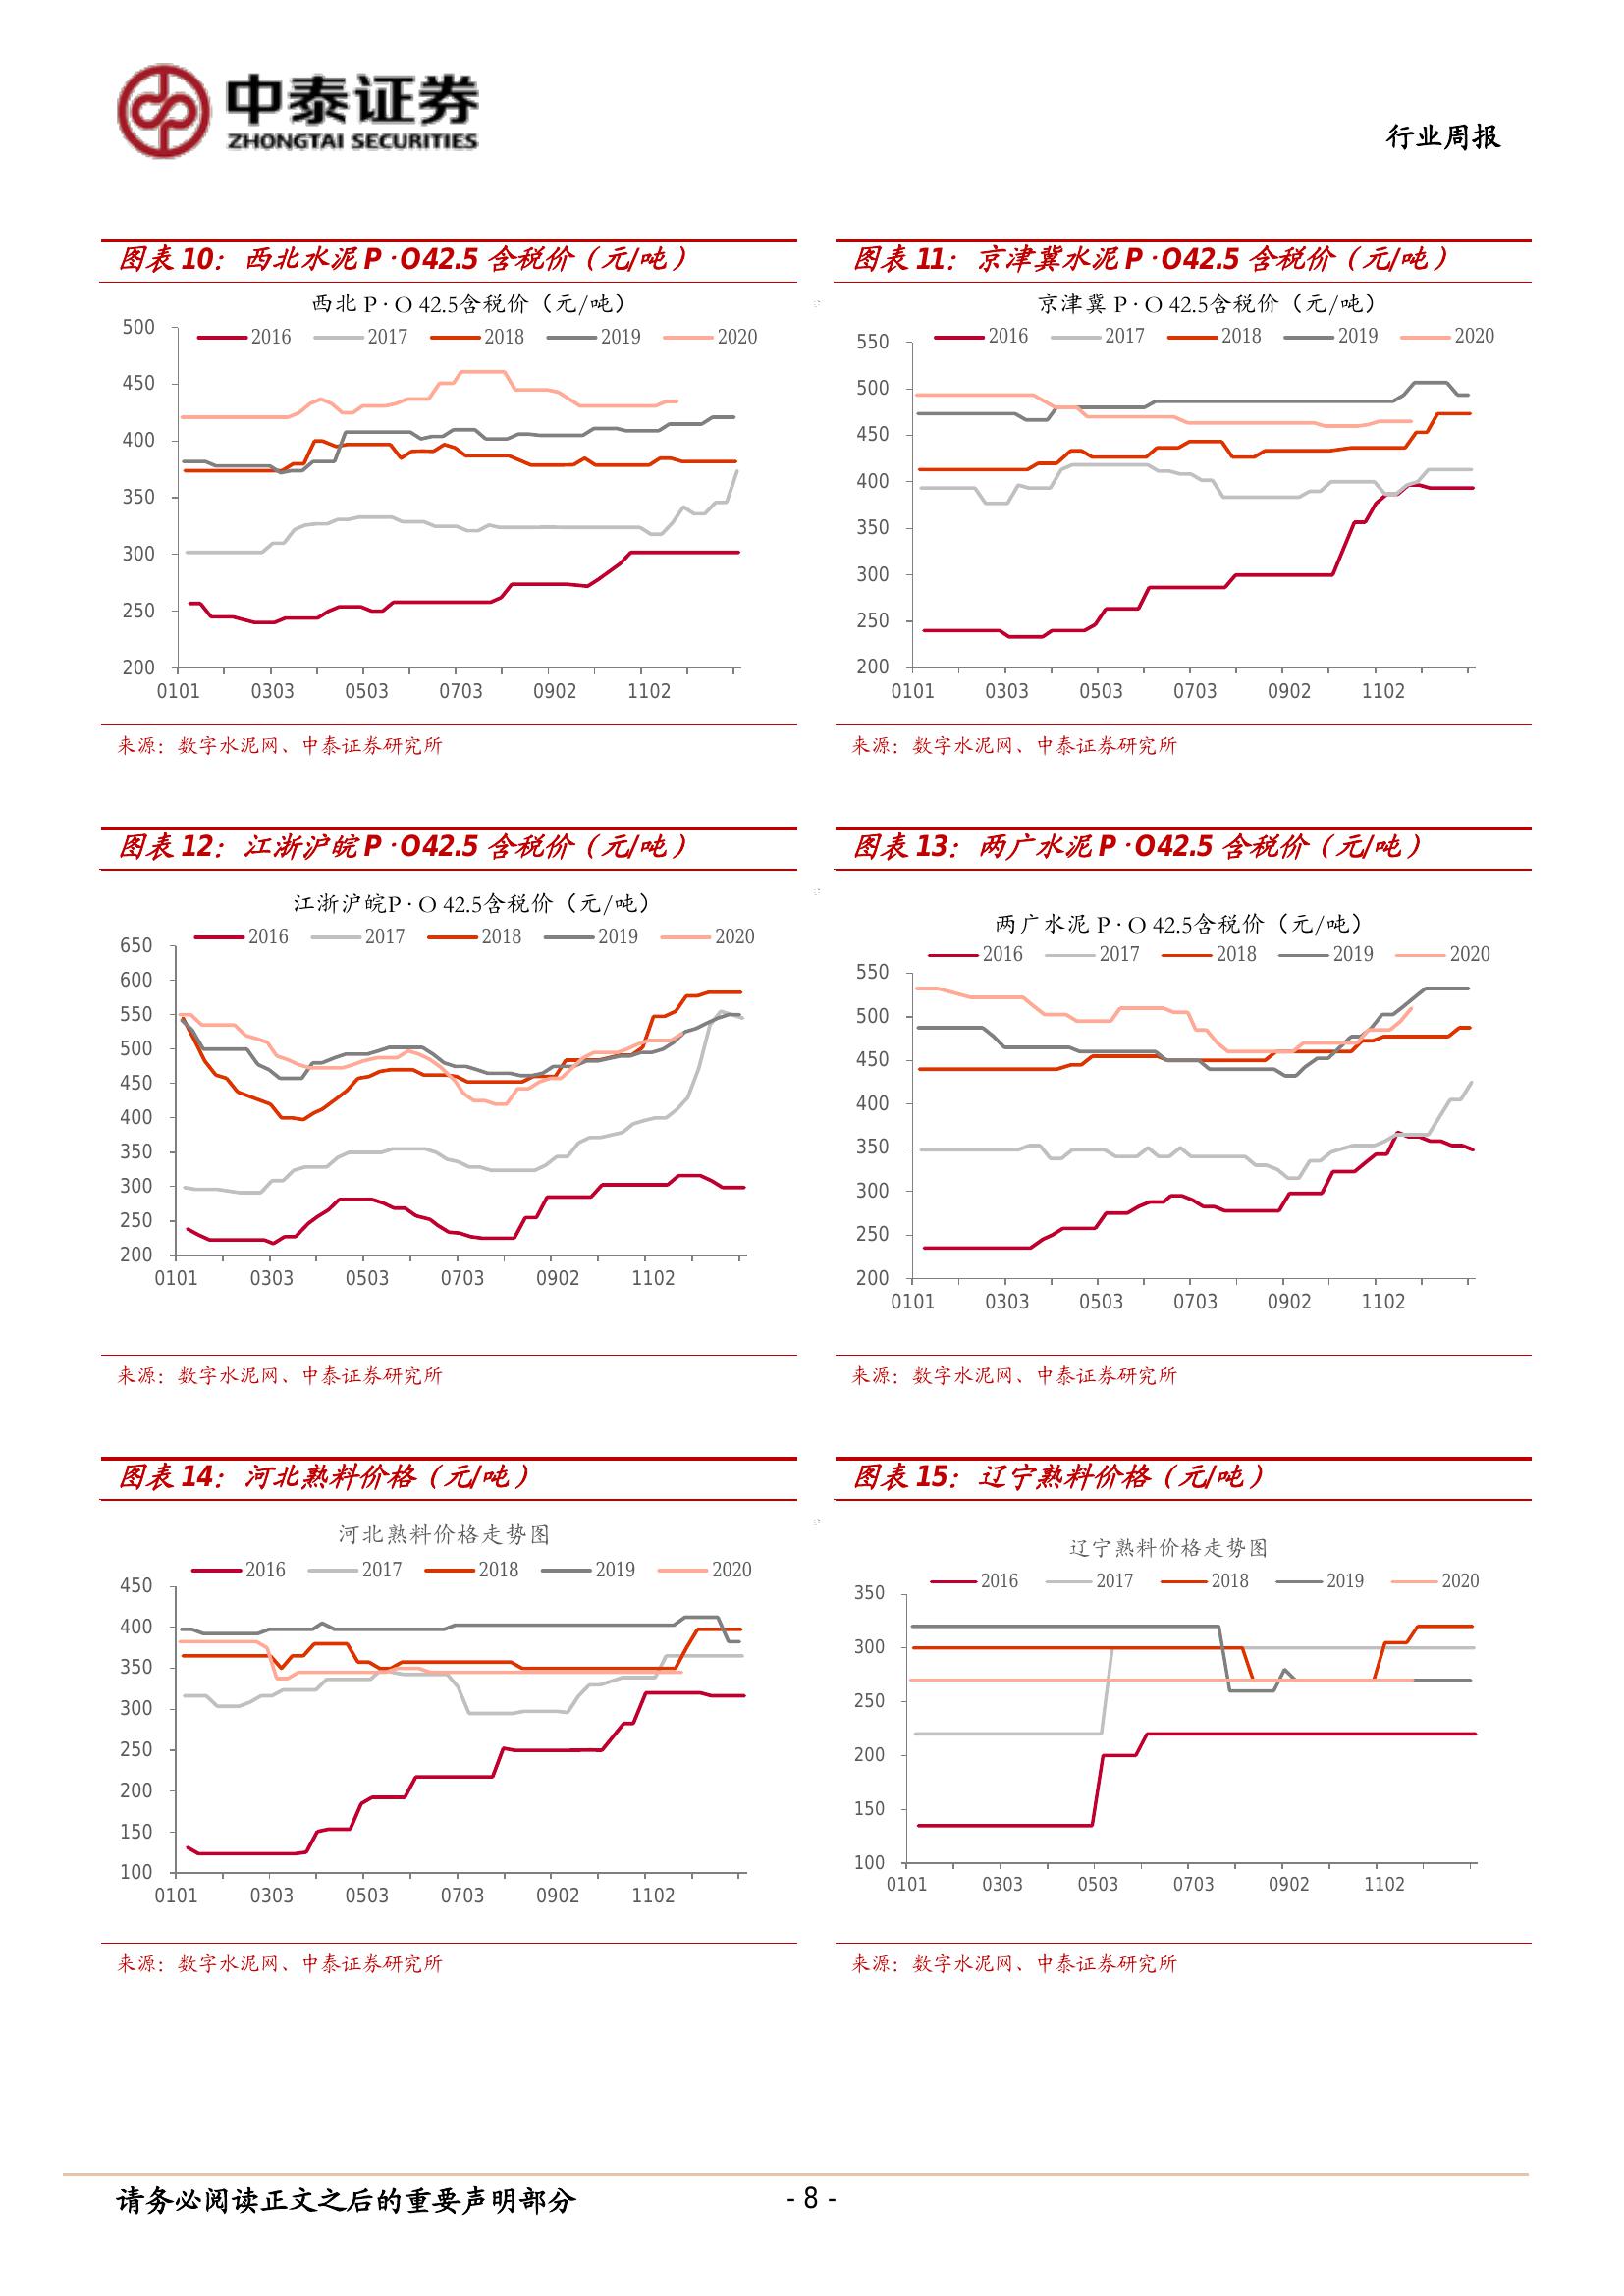 中泰证券
ZHONGTAI SECURITIES
行业周报
图表 10：西北水泥 P·O42.5 含税价（元/吨）
西北 P · O 42.5含税价（元/吨）
2016 2017 2018 2019 2020
500
450
400
350
300
250
200
0101 0303 0503 0703 0902 1102
来源：数字水泥网、中泰证券研究所
图表 11：京津冀水泥 P·O42.5 含税价（元/吨）
京津冀 P · O 42.5含税价（元/吨）
2016 2017 2018 2019 2020
550
500
450
400
350
300
250
200
0101 0303 0503 0703 0902 1102
来源：数字水泥网、中泰证券研究所
图表 12：江浙沪皖 P·O42.5 含税价（元/吨）
江浙沪皖P · O 42.5含税价（元/吨）
2016 2017 2018 2019 2020
650
600
550
500
450
400
350
300
250
200
0101 0303 0503 0703 0902 1102
来源：数字水泥网、中泰证券研究所
图表 13：两广水泥 P·O42.5 含税价（元/吨）
两广水泥 P · O 42.5含税价（元/吨）
2016 2017 2018 2019 2020
550
500
450
400
350
300
250
200
0101 0303 0503 0703 0902 1102
来源：数字水泥网、中泰证券研究所
图表 14：河北熟料价格（元/吨）
河北熟料价格走势图
2016 2017 2018 2019 2020
450
400
350
300
250
200
150
100
0101 0303 0503 0703 0902 1102
来源：数字水泥网、中泰证券研究所
图表 15：辽宁熟料价格（元/吨）
辽宁熟料价格走势图
2016 2017 2018 2019 2020
350
300
250
200
150
100
0101 0303 0503 0703 0902 1102
来源：数字水泥网、中泰证券研究所
请务必阅读正文之后的重要声明部分
- 8 -